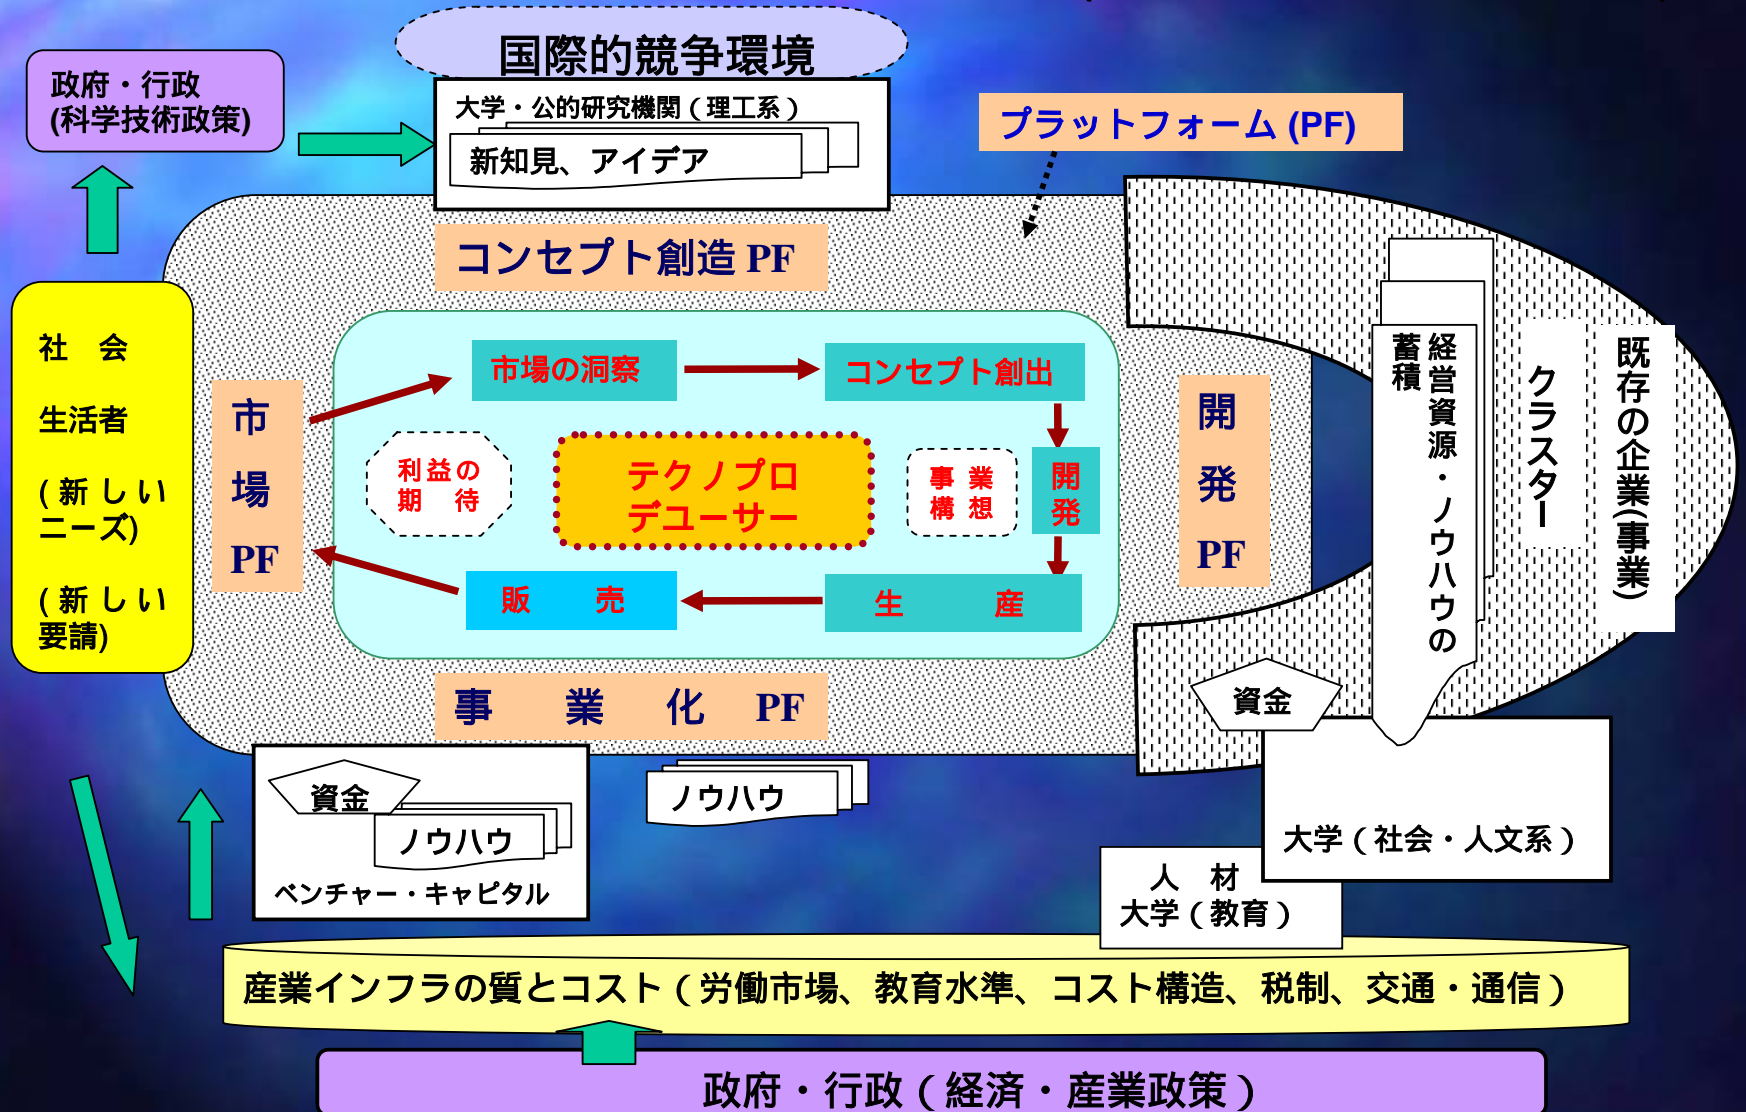 国際的競争環境
政府・行政
(科学技術政策)
大学・公的研究機関(理工系)
新知見、アイデア
プラットフォーム(PF)
コンセプト創造PF
社　会
生活者
(新しい
ニーズ)
(新しい
要請)
市
場
PF
市場の洞察
コンセプト創出
利益の
期　待
テクノプロ
デューサー
事業
構想
開
発
開
発
PF
販　売
生　産
経営資源・ノウハウの
蓄積
クラスター
既存の企業(事業)
事　業　化　PF
資金
資金
ノウハウ
ベンチャー・キャピタル
ノウハウ
大学(社会・人文系)
人　材
大学(教育)
産業インフラの質とコスト(労働市場、教育水準、コスト構造、税制、交通・通信)
政府・行政(経済・産業政策)